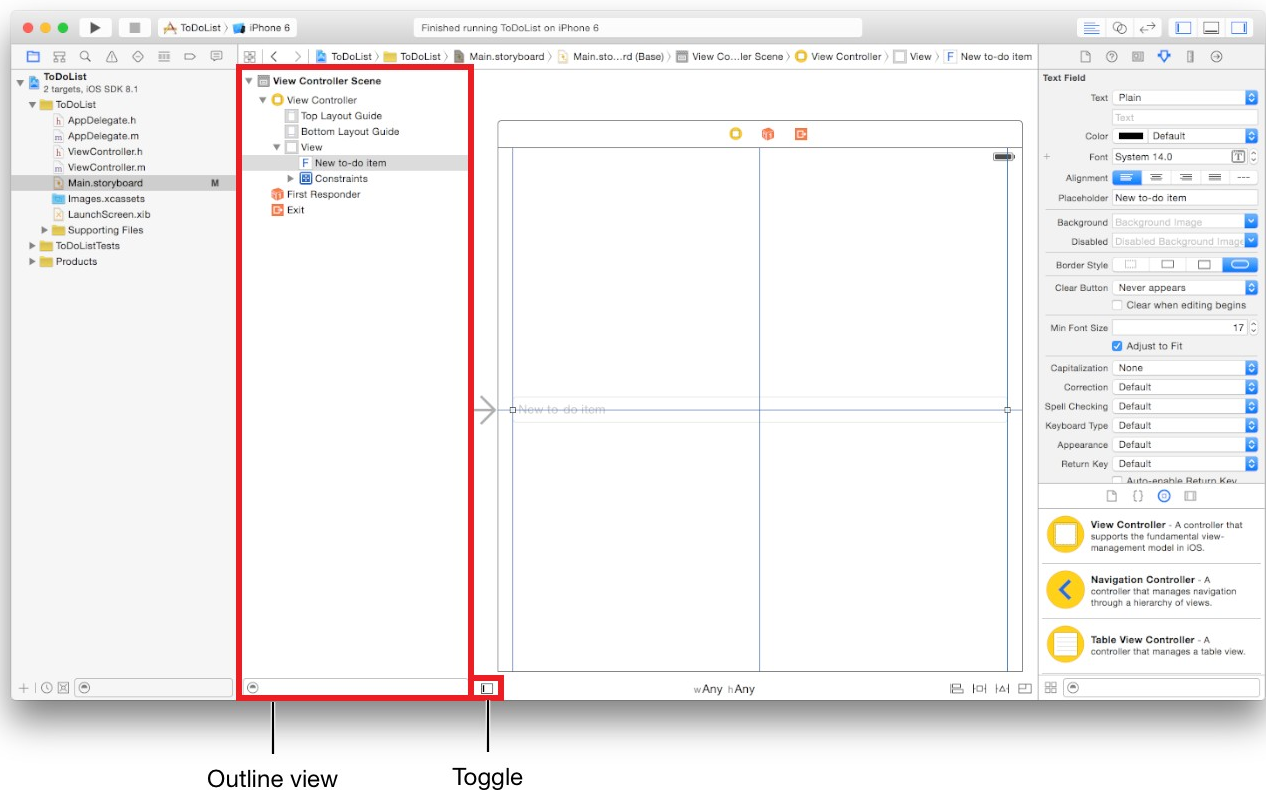 ToDoList 〉 iPhone 6
Finished running ToDoList on iPhone 6
ToDoList 〉 ToDoList 〉 Main.storyboard 〉 Main.sto...rd (Base) 〉 View Co...ler Scene 〉 View Controller 〉 View 〉 F New to-do item
ToDoList
2 targets, iOS SDK 8.1
ToDoList
h AppDelegate.h
m AppDelegate.m
h ViewController.h
m ViewController.m
Main.storyboard M
Images.xcassets
LaunchScreen.xib
Supporting Files
ToDoListTests
Products
View Controller Scene
View Controller
Top Layout Guide
Bottom Layout Guide
View
F New to-do item
Constraints
First Responder
Exit
New to-do item
wAny hAny
Text Field
Text Plain
Text
Color Default
Font System 14.0 T
Alignment
Placeholder New to-do item
Background Background Image
Disabled Disabled Background Image
Border Style
Clear Button Never appears
Clear when editing begins
Min Font Size 17
Adjust to Fit
Capitalization None
Correction Default
Spell Checking Default
Keyboard Type Default
Appearance Default
Return Key Default
Auto-enable Return Key
View Controller - A controller that
supports the fundamental view-
management model in iOS.
Navigation Controller - A
controller that manages navigation
through a hierarchy of views.
Table View Controller - A
controller that manages a table view.
Outline view
Toggle